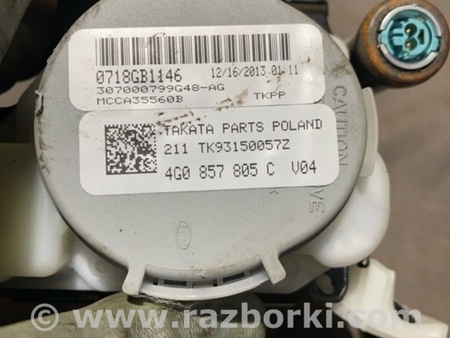 0718GB1146 12/16/2013 01:11
307000799G48-AG
MCCA35560B TKPP
TAKATA PARTS POLAND
211 TK93150057Z
4G0 857 805 C V04
CAUTION
www.razborki.com